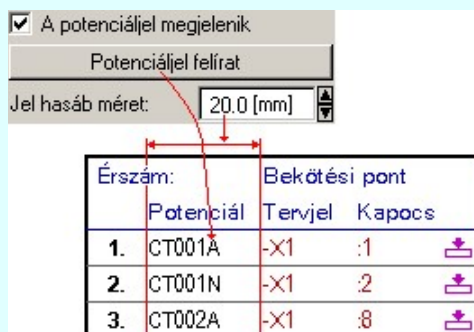 A potenciáljel megjelenik
Potenciáljel felírat
Jel hasáb méret: 20.0 [mm]
Érszám: Bekötési pont
Potenciál Tervjel Kapocs
1. CT001A -X1 :1
2. CT001N -X1 :2
3. CT002A -X1 :8